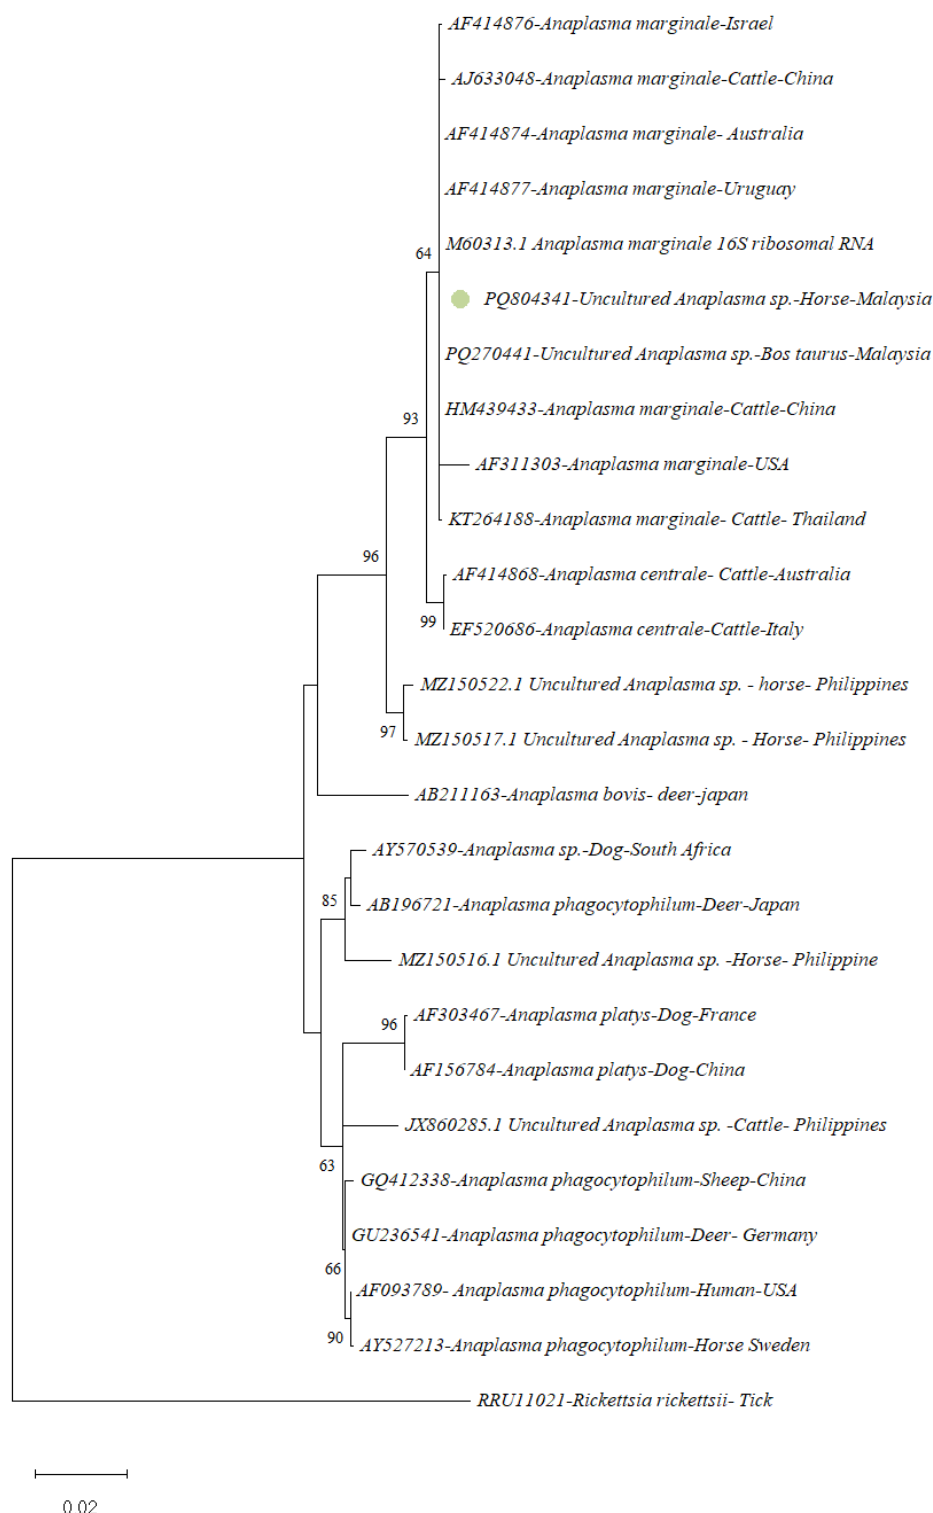 AF414876-Anaplasma marginale-Israel
AJ633048-Anaplasma marginale-Cattle-China
AF414874-Anaplasma marginale- Australia
AF414877-Anaplasma marginale-Uruguay
M60313.1 Anaplasma marginale 16S ribosomal RNA
64
PQ804341-Uncultured Anaplasma sp.-Horse-Malaysia
PQ270441-Uncultured Anaplasma sp.-Bos taurus-Malaysia
HM439433-Anaplasma marginale-Cattle-China
93
AF311303-Anaplasma marginale-USA
KT264188-Anaplasma marginale- Cattle- Thailand
96
AF414868-Anaplasma centrale- Cattle-Australia
99
EF520686-Anaplasma centrale-Cattle-Italy
MZ150522.1 Uncultured Anaplasma sp. - horse- Philippines
97
MZ150517.1 Uncultured Anaplasma sp. - Horse- Philippines
AB211163-Anaplasma bovis- deer-japan
AY570539-Anaplasma sp.-Dog-South Africa
85
AB196721-Anaplasma phagocytophilum-Deer-Japan
MZ150516.1 Uncultured Anaplasma sp. -Horse- Philippine
96
AF303467-Anaplasma platys-Dog-France
AF156784-Anaplasma platys-Dog-China
JX860285.1 Uncultured Anaplasma sp. -Cattle- Philippines
63
GQ412338-Anaplasma phagocytophilum-Sheep-China
GU236541-Anaplasma phagocytophilum-Deer- Germany
66
AF093789- Anaplasma phagocytophilum-Human-USA
90
AY527213-Anaplasma phagocytophilum-Horse Sweden
RRU11021-Rickettsia rickettsii- Tick
0.02